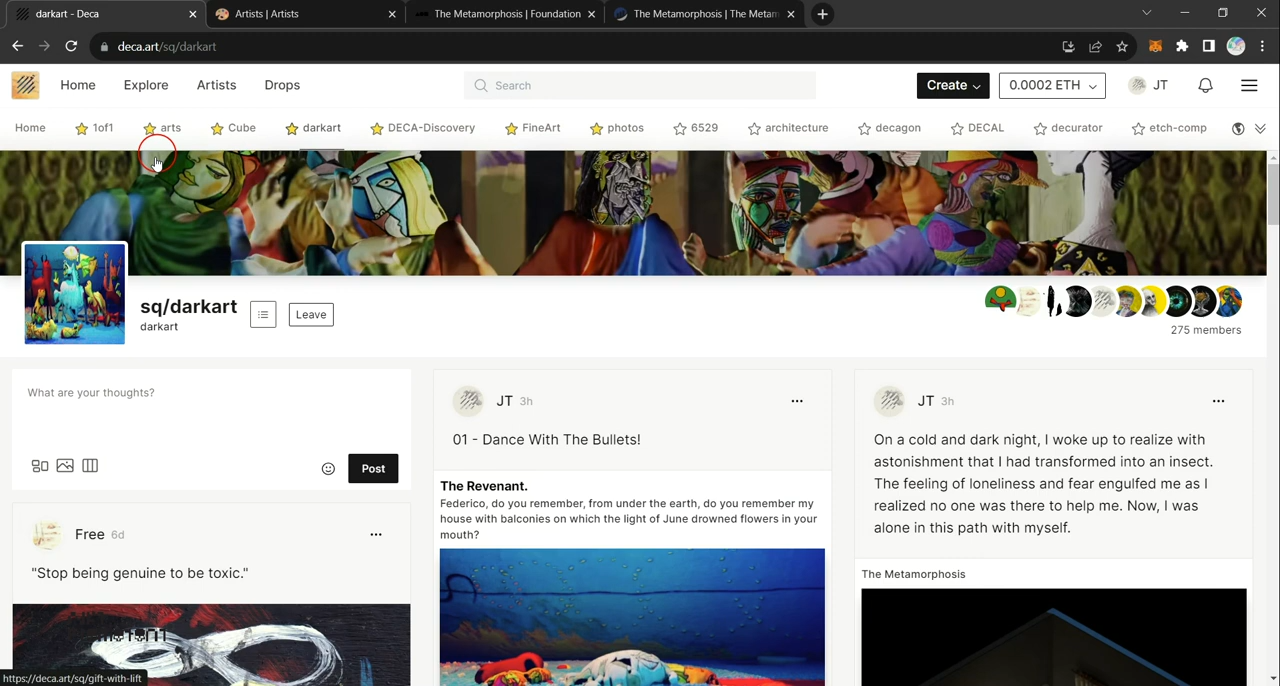 darkart - Deca
Artists | Artists
The Metamorphosis | Foundation
The Metamorphosis | The Metam
deca.art/sq/darkart
Home
Explore
Artists
Drops
Search
Create
0.0002 ETH
JT
Home
1of1
arts
Cube
darkart
DECA-Discovery
FineArt
photos
6529
architecture
decagon
DECAL
decurator
etch-comp
sq/darkart
darkart
Leave
275 members
What are your thoughts?
Post
Free 6d
"Stop being genuine to be toxic."
JT 3h
01 - Dance With The Bullets!
The Revenant.
Federico, do you remember, from under the earth, do you remember my
house with balconies on which the light of June drowned flowers in your
mouth?
JT 3h
On a cold and dark night, I woke up to realize with
astonishment that I had transformed into an insect.
The feeling of loneliness and fear engulfed me as I
realized no one was there to help me. Now, I was
alone in this path with myself.
The Metamorphosis
https://deca.art/sq/gift-with-lift